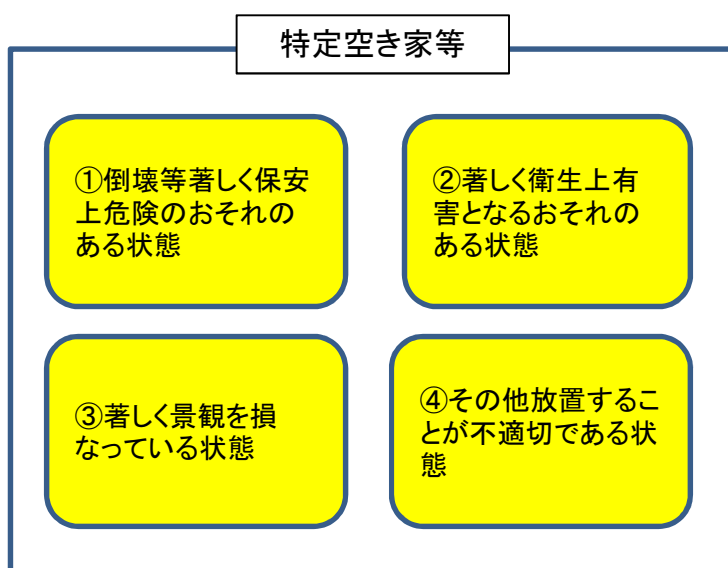 特定空き家等
①倒壊等著しく保安
上危険のおそれの
ある状態
②著しく衛生上有
害となるおそれの
ある状態
③著しく景観を損
なっている状態
④その他放置するこ
とが不適切である状
態